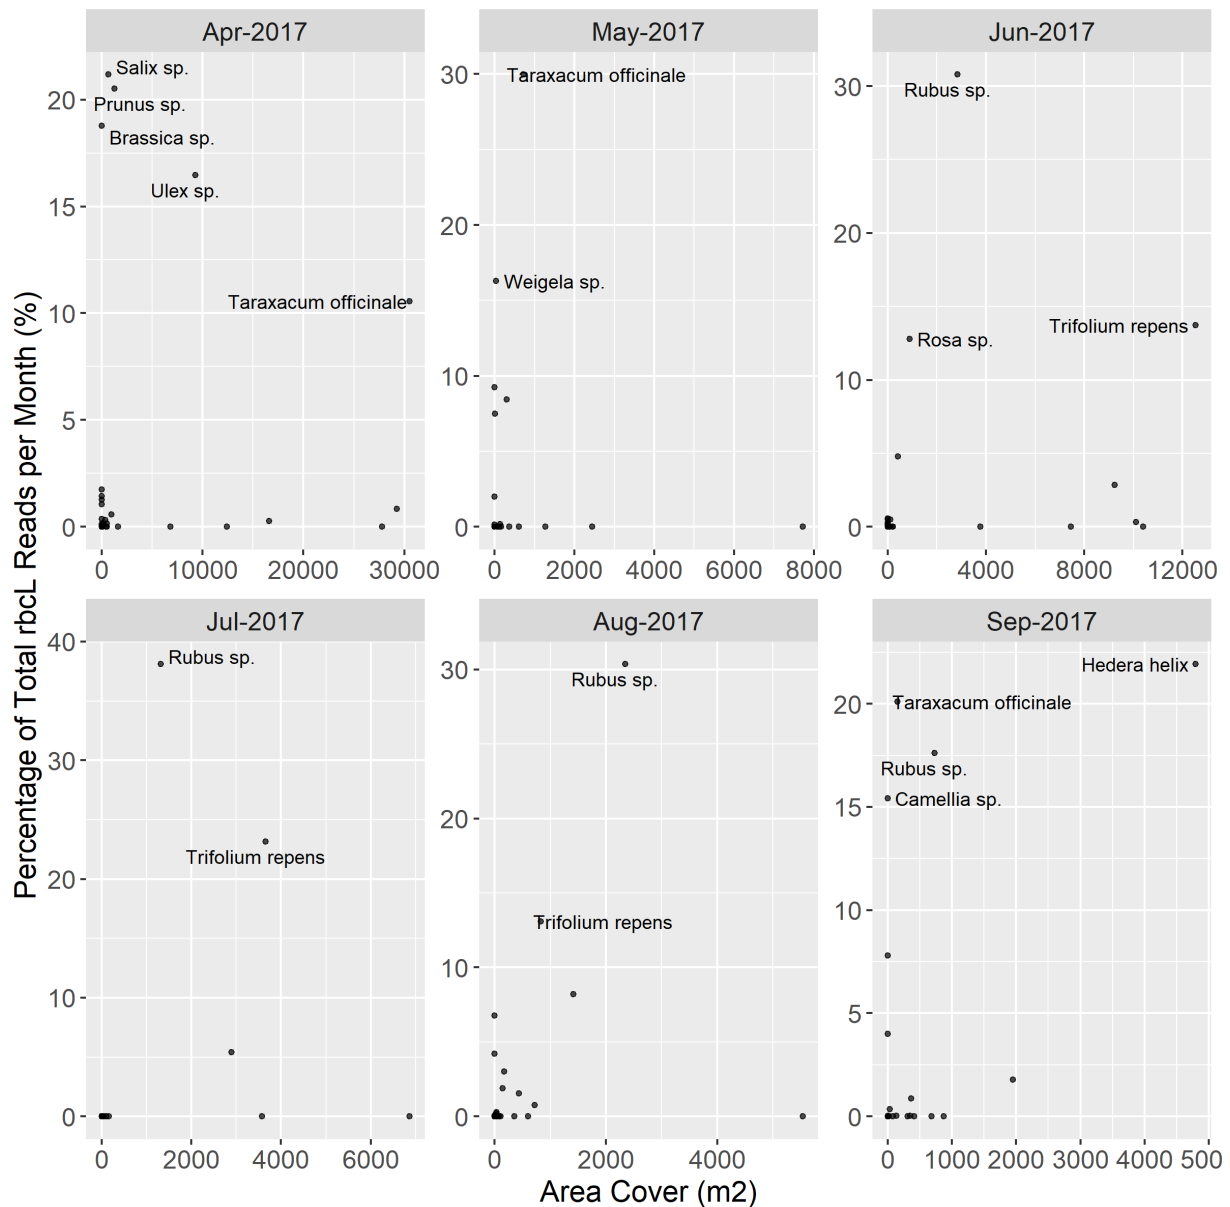 Apr-2017
May-2017
Jun-2017
Salix sp.
Prunus sp.
Brassica sp.
Ulex sp.
Taraxacum officinale
20
15
10
5
0
0 10000 20000 30000
Taraxacum officinale
Weigela sp.
30
20
10
0
0 2000 4000 6000 8000
Rubus sp.
Trifolium repens
Rosa sp.
30
20
10
0
0 4000 8000 12000
Percentage of Total rbcL Reads per Month (%)
Jul-2017
Aug-2017
Sep-2017
Rubus sp.
Trifolium repens
40
30
20
10
0
0 2000 4000 6000
Rubus sp.
Trifolium repens
30
20
10
0
0 2000 4000
Hedera helix
Taraxacum officinale
Rubus sp.
Camellia sp.
20
15
10
5
0
0 1000 2000 3000 4000 500
Area Cover (m2)